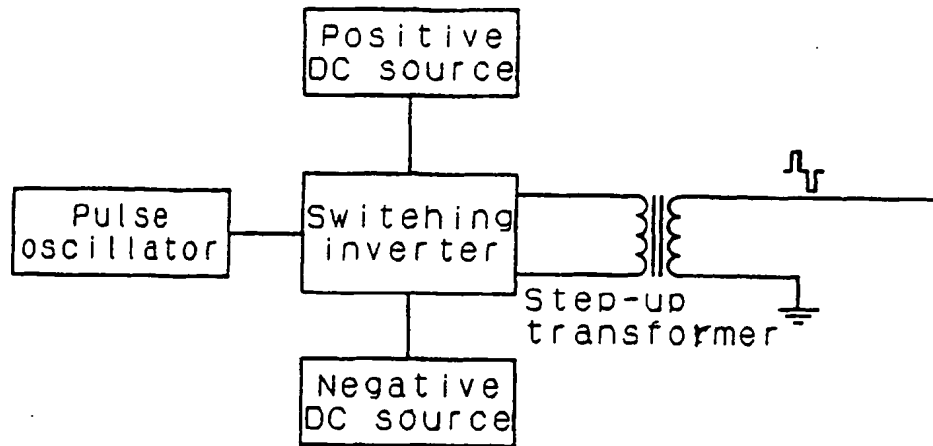 Positive
DC source
Pulse
oscillator
Switehing
inverter
Step-up
transformer
Negative
DC source